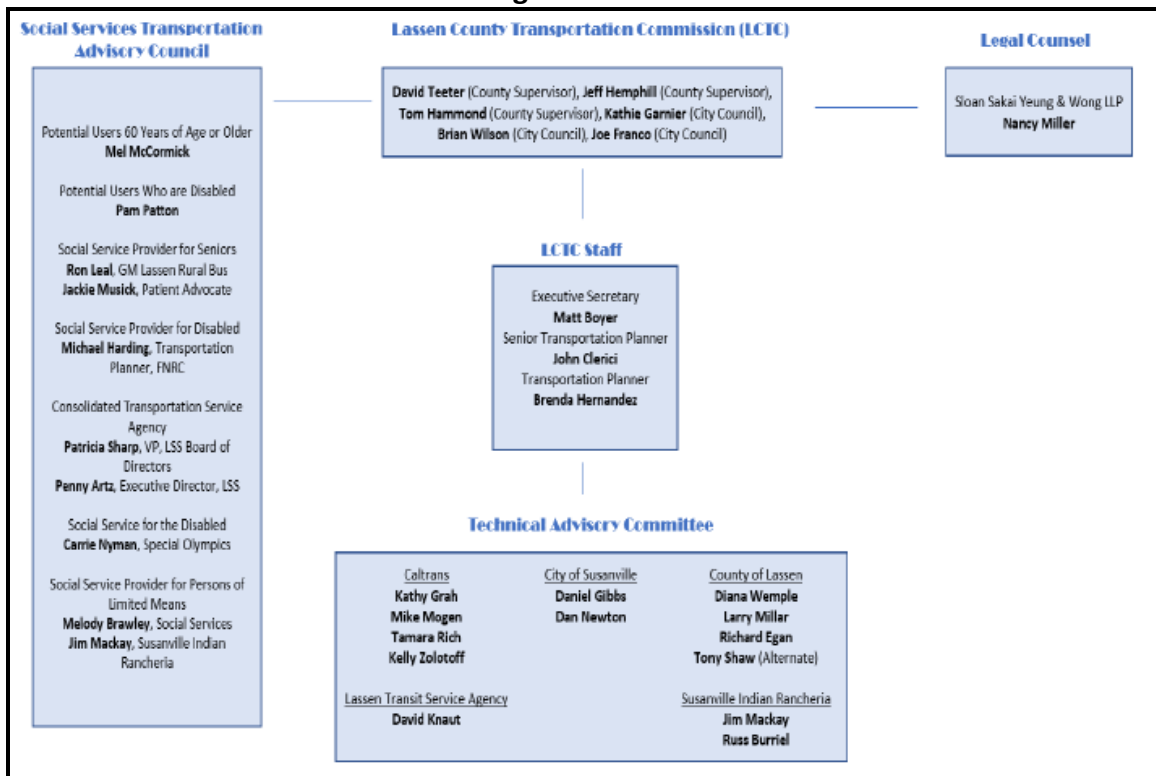 Social Services Transportation
Advisory Council
Potential Users 60 Years of Age or Older
Mel McCormick
Potential Users Who are Disabled
Pam Patton
Social Service Provider for Seniors
Ron Leal, GM Lassen Rural Bus
Jackie Musick, Patient Advocate
Social Service Provider for Disabled
Michael Harding, Transportation
Planner, FNRC
Consolidated Transportation Service
Agency
Patricia Sharp, VP, LSS Board of
Directors
Penny Artz, Executive Director, LSS
Social Service for the Disabled
Carrie Nyman, Special Olympics
Social Service Provider for Persons of
Limited Means
Melody Brawley, Social Services
Jim Mackay, Susanville Indian
Rancheria
Lassen County Transportation Commission (LCTC)
David Teeter (County Supervisor), Jeff Hemphill (County Supervisor),
Tom Hammond (County Supervisor), Kathie Garnier (City Council),
Brian Wilson (City Council), Joe Franco (City Council)
Legal Counsel
Sloan Sakai Yeung & Wong LLP
Nancy Miller
LCTC Staff
Executive Secretary
Matt Boyer
Senior Transportation Planner
John Clerici
Transportation Planner
Brenda Hernandez
Technical Advisory Committee
Caltrans
Kathy Grah
Mike Mogen
Tamara Rich
Kelly Zolotoff
City of Susanville
Daniel Gibbs
Dan Newton
County of Lassen
Diana Wemple
Larry Millar
Richard Egan
Tony Shaw (Alternate)
Lassen Transit Service Agency
David Knaut
Susanville Indian Rancheria
Jim Mackay
Russ Burriel